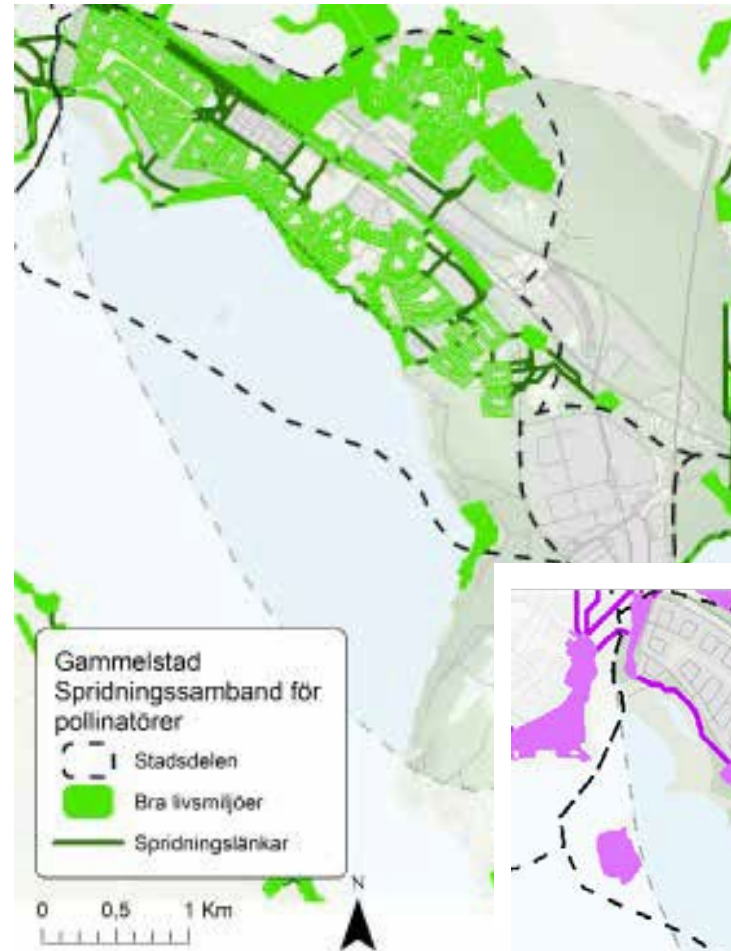 Gammelstad
Spridningssamband för
pollinatörer
Stadsdelen
Bra livsmiljöer
Spridningslänkar
0 0,5 1 Km
N